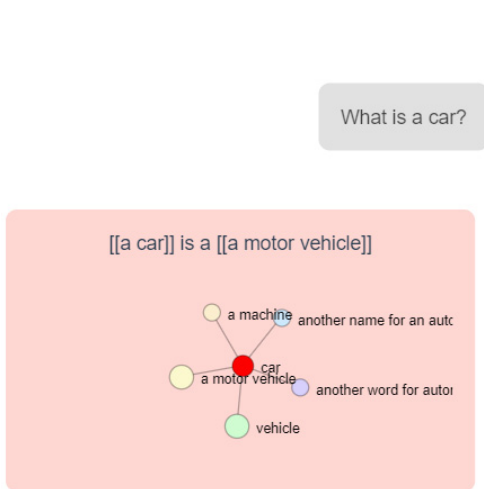 What is a car?
[[a car]] is a [[a motor vehicle]]
a machine
another name for an autc
car
a motor vehicle
another word for autor
vehicle